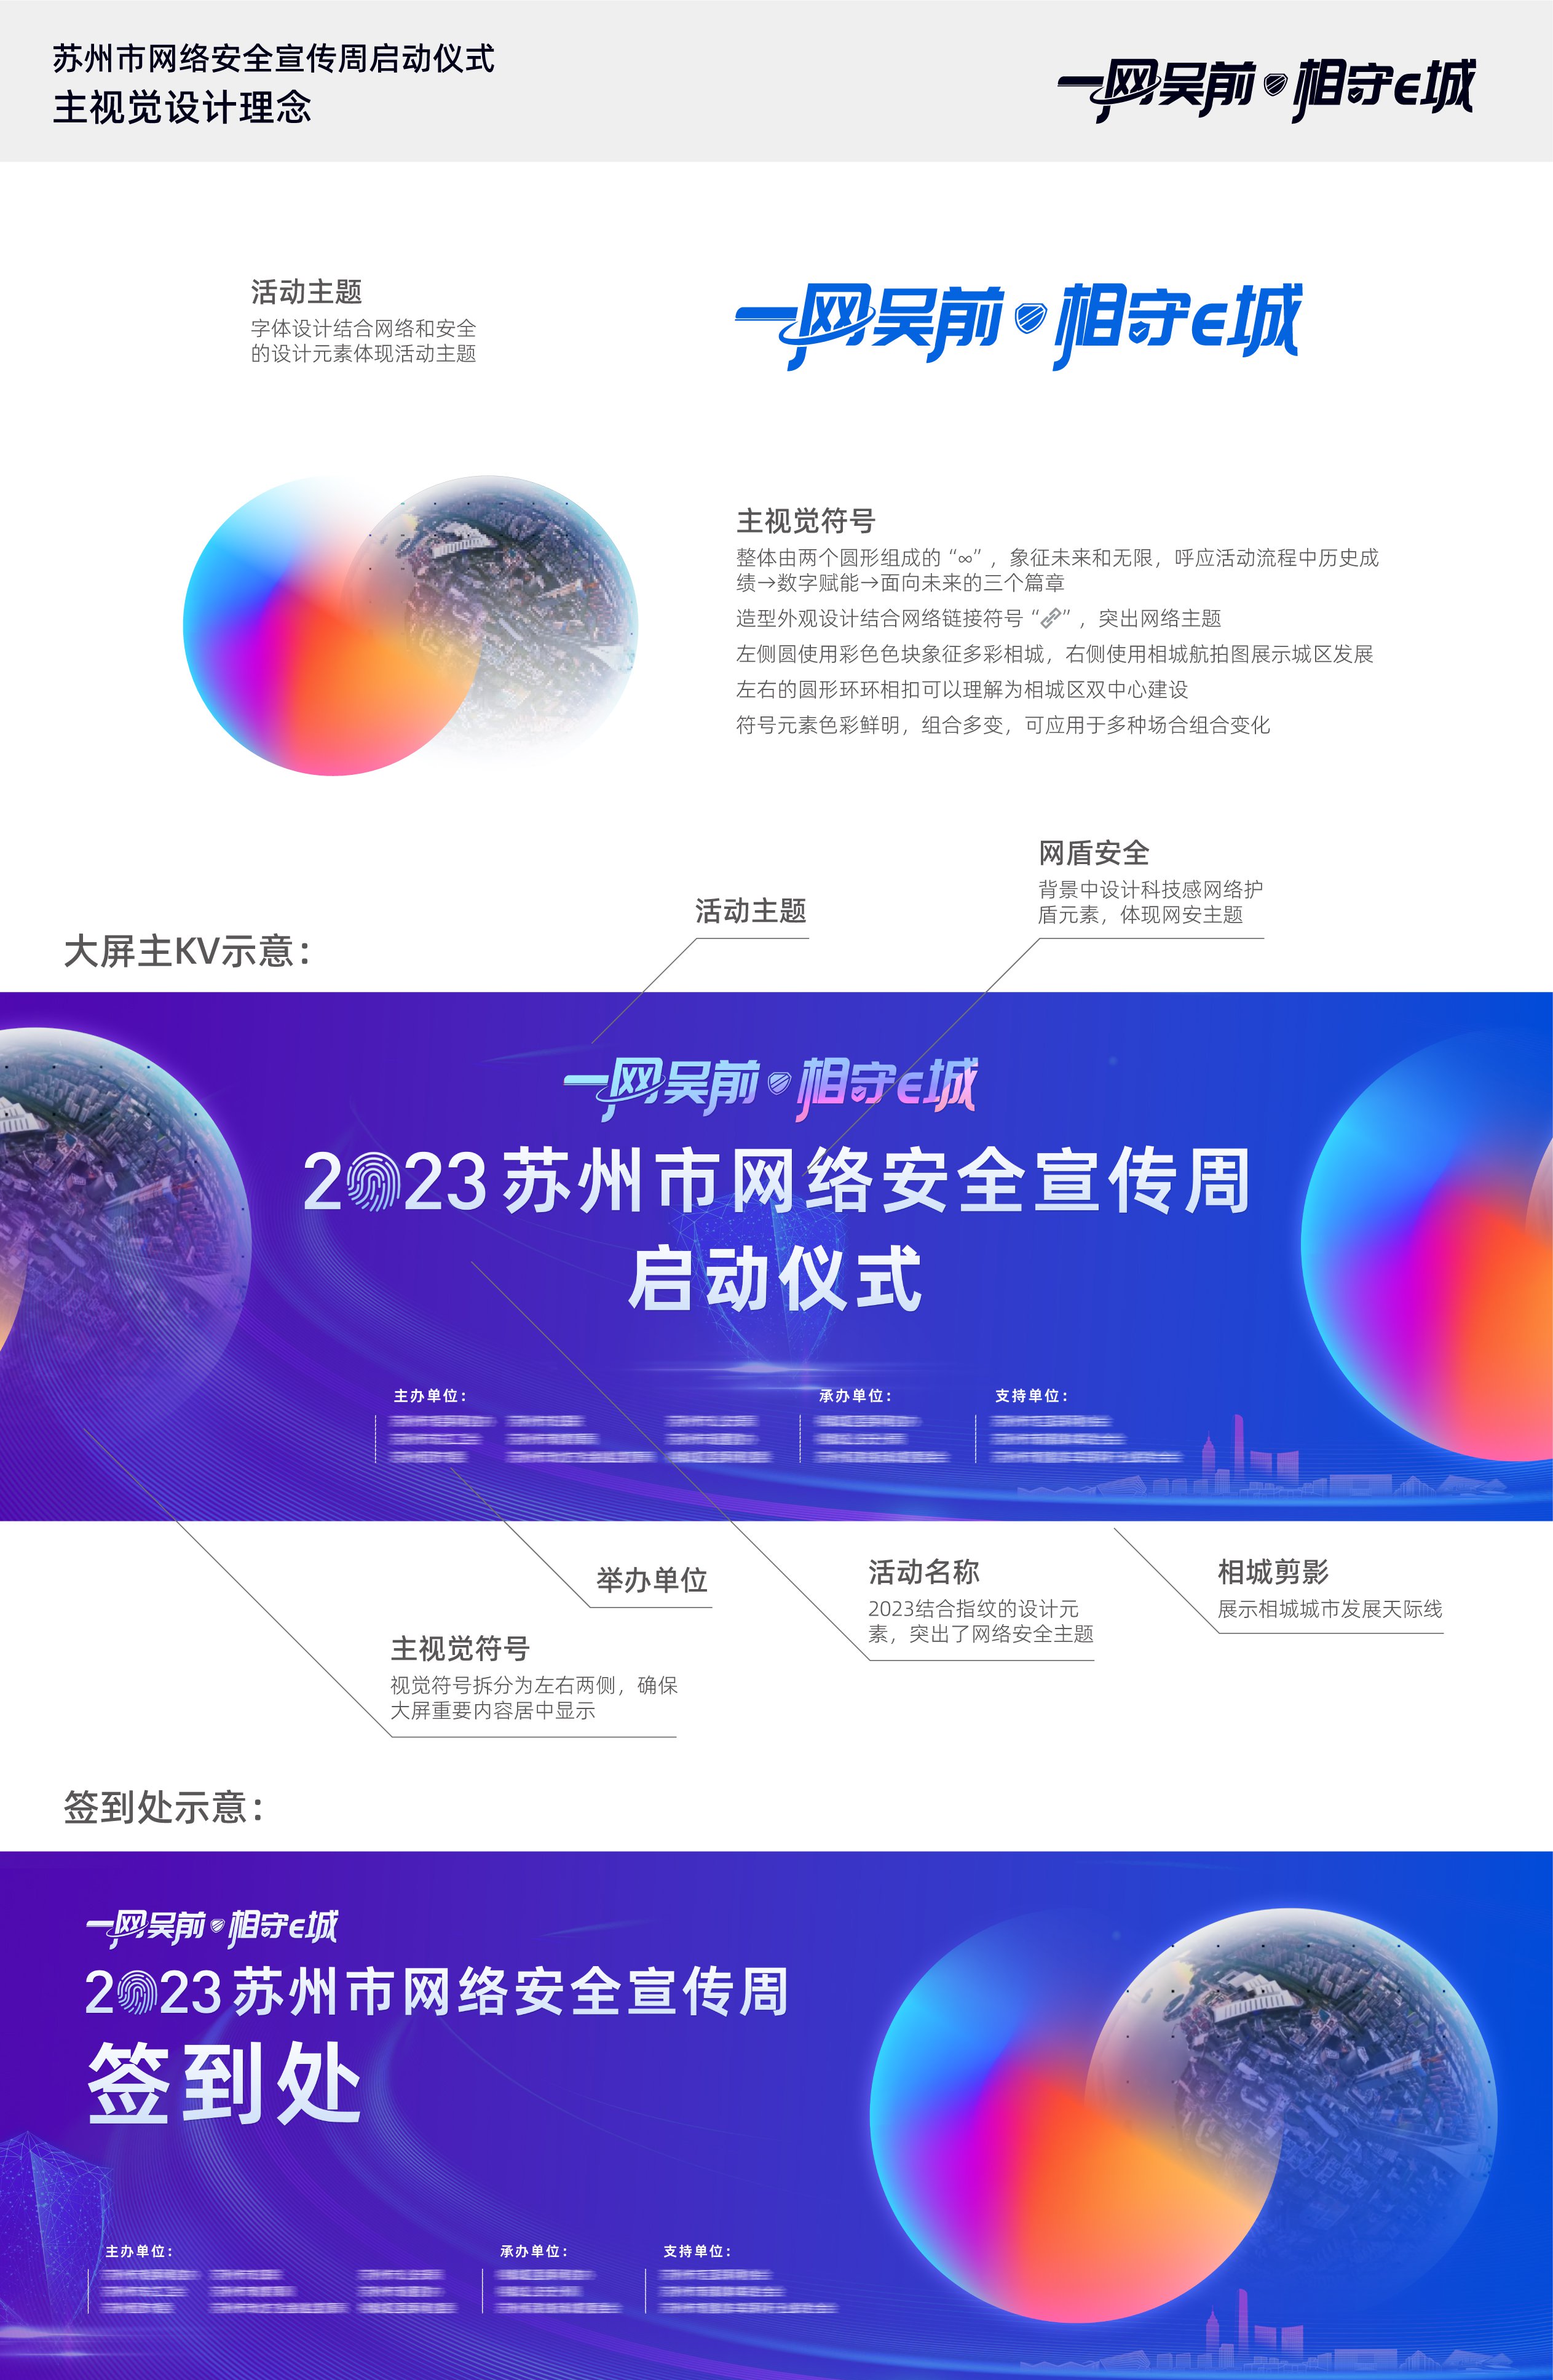 苏州市网络安全宣传周启动仪式
主视觉设计理念
一网吴前 相守e城
活动主题
字体设计结合网络和安全
的设计元素体现活动主题
一网吴前 相守e城
主视觉符号
整体由两个圆形组成的“∞”，象征未来和无限，呼应活动流程中历史成
绩→数字赋能→面向未来的三个篇章
造型外观设计结合网络链接符号“🔗”，突出网络主题
左侧圆使用彩色色块象征多彩相城，右侧使用相城航拍图展示城区发展
左右的圆形环环相扣可以理解为相城区双中心建设
符号元素色彩鲜明，组合多变，可应用于多种场合组合变化
网盾安全
背景中设计科技感网络护
盾元素，体现网安主题
活动主题
大屏主KV示意：
一网吴前 相守e城
2023苏州市网络安全宣传周
启动仪式
主办单位： 承办单位： 支持单位：
举办单位
活动名称
2023结合指纹的设计元
素，突出了网络安全主题
相城剪影
展示相城城市发展天际线
主视觉符号
视觉符号拆分为左右两侧，确保
大屏重要内容居中显示
签到处示意：
一网吴前 相守e城
2023苏州市网络安全宣传周
签到处
主办单位： 承办单位： 支持单位：